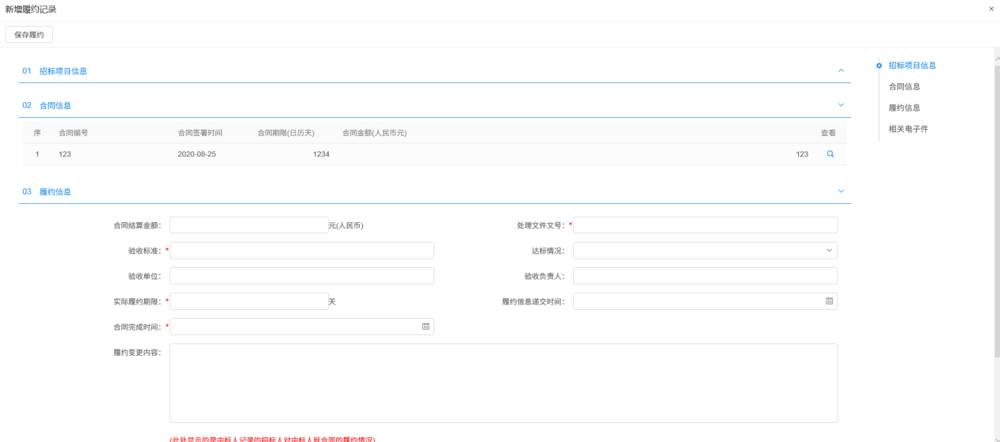 新增履约记录 ×
保存履约
01 招标项目信息
招标项目信息
合同信息
履约信息
相关电子件
02 合同信息
序 合同编号 合同签署时间 合同期限(日历天) 合同金额(人民币元) 查看
1 123 2020-08-25 1234 123
03 履约信息
合同结算金额: 元(人民币) 处理文件文号: *
验收标准: * 达标情况:
验收单位: 验收负责人:
实际履约期限: * 天 履约信息递交时间:
合同完成时间: *
履约变更内容:
(此处显示的是中标人记录的招标人对中标人就合同的履约情况)